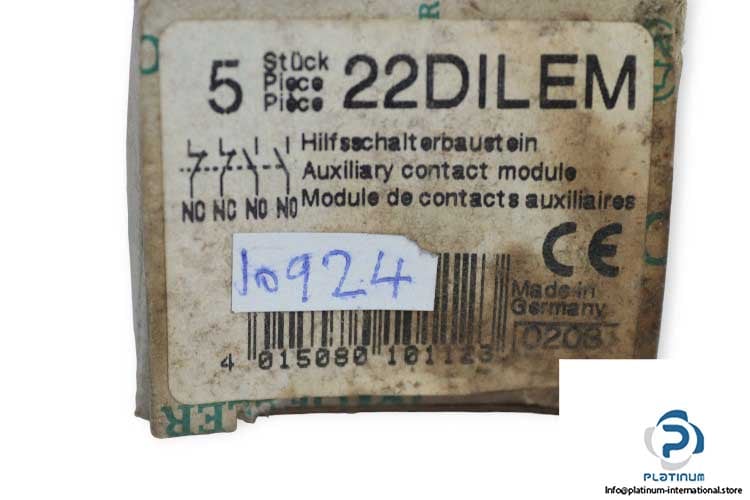 5 Stück
Piece
Pièce
22DILEM
Hilfsschalterbaustein
Auxiliary contact module
Module de contacts auxiliaires
NC NC NO NO
CE
10924
Made in
Germany
0203
4 015080 101123
PLATINUM
Info@platinum-international.store